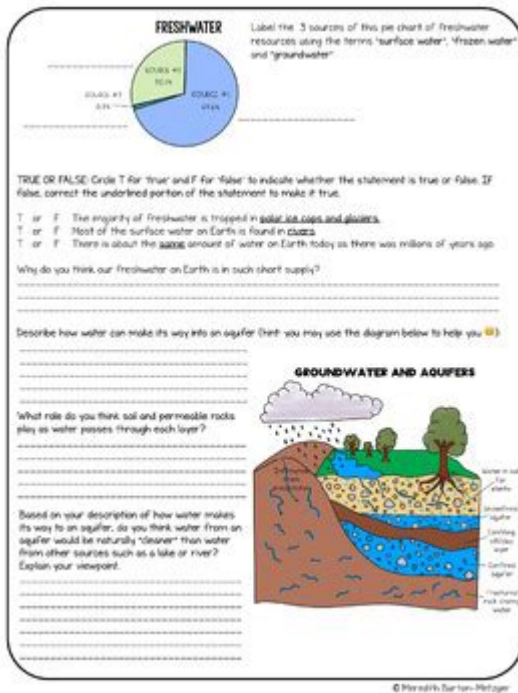 FRESHWATER
Label the 3 sources of this pie chart of freshwater
resources using the terms "surface water", "frozen water"
and "groundwater"
SOURCE #2
30.1%
SOURCE #3
0.3%
SOURCE #1
TRUE OR FALSE: Circle T for 'true' and F for 'false' to indicate whether the statement is true or false. If
false, correct the underlined portion of the statement to make it true.
T or F The majority of freshwater is trapped in polar ice caps and glaciers.
T or F Most of the surface water on Earth is found in rivers
T or F There is about the same amount of water on Earth today as there was millions of years ago
Why do you think our freshwater on Earth is in such short supply?
Describe how water can make its way into an aquifer (hint: you may use the diagram below to help you
GROUNDWATER AND AQUIFERS
What role do you think soil and permeable rocks
play as water passes through each layer?
Water in soil
for
plants
Unconfined
aquifer
Confining
layer
Confined
aquifer
Fractured
rock
water
Based on your description of how water makes
its way to an aquifer, do you think water from an
aquifer would be naturally "cleaner" than water
from other sources such as a lake or river?
Explain your viewpoint.
© Meredith Burton-Metzger